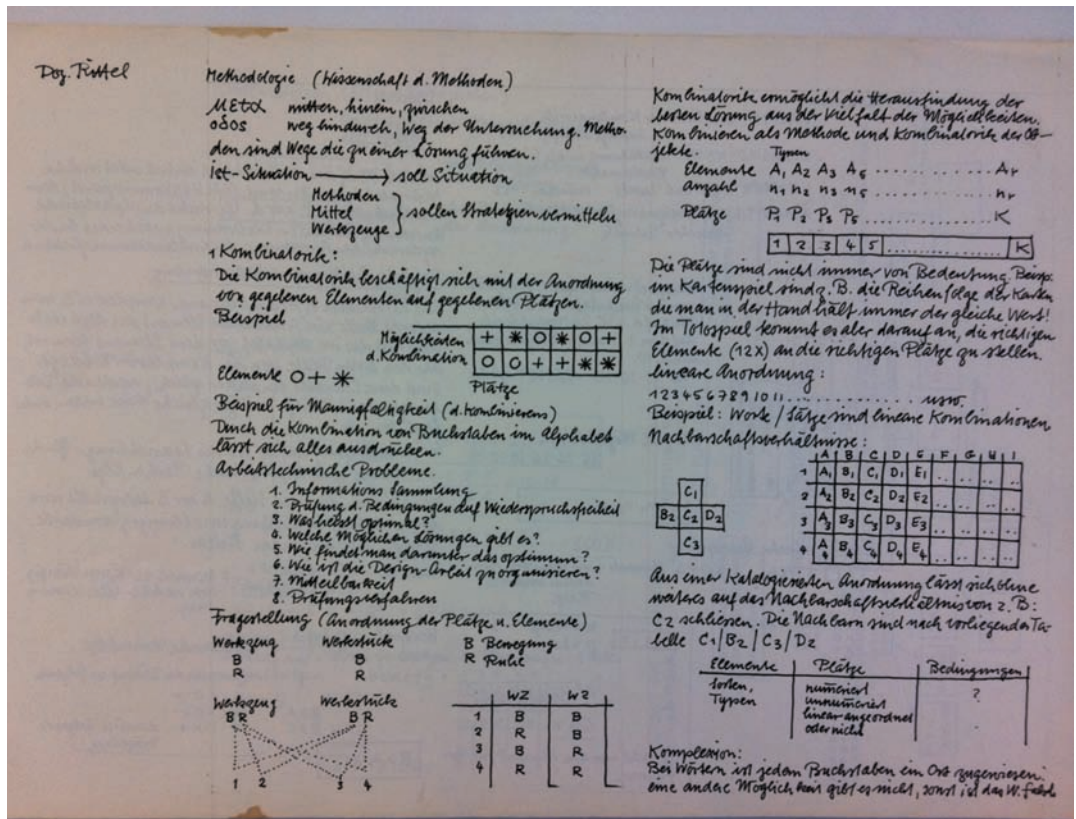 Doz. Rittel
Methodologie (Wissenschaft d. Methoden)
μεtα mitten, hinein, zwischen
οδos weg hindurch, Weg der Untersuchung. Metho-
den sind Wege die zu einer Lösung führen.
ist-Situation → soll Situation
Methoden
Mittel
Werkzeuge } sollen Strategien vermitteln
1 Kombinatorik:
Die Kombinatorik beschäftigt sich mit der Anordnung
von gegebenen Elementen auf gegebenen Plätzen.
Beispiel
Möglichkeiten + * O * O +
d. Kombination O O + + * *
Elemente O + *
Plätze
Beispiel für Mannigfaltigkeit (d. Kombinierens)
Durch die Kombination von Buchstaben im Alphabet
lässt sich alles ausdrücken.
Arbeitstechnische Probleme.
1. Informations Sammlung
2. Prüfung d. Bedingungen auf Wiederspruchsfreiheit
3. Was heisst optimal?
4. Welche Möglichen Lösungen gibt es?
5. Wie findet man darunter das optimum?
6. Wie ist die Design-Arbeit zu organisieren?
7. Mitteilbarkeit
8. Prüfungsverfahren
Fragestellung (Anordnung der Plätze u. Elemente)
Werkzeug Werkstück B Bewegung
B B R Ruhe
R R
Werkzeug Werkstück
B R B R
1 2 3 4
WZ WS
1 B B
2 R B
3 B R
4 R R
Kombinatorik ermöglicht die Herausfindung der
besten Lösung aus der Vielfalt der Möglichkeiten.
Kombinieren als Methode und Kombinatorik der Ob-
jekte.
Typen
Elemente A1 A2 A3 A5 .......... Ar
anzahl n1 n2 n3 n5 .......... nr
Plätze P1 P2 P3 P5 .......... K
1 2 3 4 5 .......... K
Die Plätze sind nicht immer von Bedeutung. Beisp.
im Kartenspiel sind z. B. die Reihenfolge der Karten
die man in der Hand hält immer der gleiche Wert!
Im Totospiel kommt es aber darauf an, die richtigen
Elemente (12X) an die richtigen Plätze zu stellen.
lineare Anordnung:
1 2 3 4 5 6 7 8 9 10 11 .......... usw.
Beispiel: Worte / Sätze sind lineare Kombinationen.
Nachbarschaftsverhältnisse:
A B C D E F G H I
1 A1 B1 C1 D1 E1 .. .. .. ..
2 A2 B2 C2 D2 E2 .. .. .. ..
3 A3 B3 C3 D3 E3 .. .. .. ..
4 A4 B4 C4 D4 E4 .. .. .. ..
C1
B2 C2 D2
C3
Aus einer Katalogisierten Anordnung lässt sich ohne
weiteres auf das Nachbarschaftsverhältnis von z. B:
C2 schliessen. Die Nachbarn sind nach vorliegender Ta-
belle C1/B2/C3/D2
Elemente Plätze Bedingungen
Sorten, numeriert ?
Typen unnumeriert
linear angeordnet
oder nicht
Komplexion:
Bei Wörtern ist jedem Buchstaben ein Ort zugewiesen.
eine andere Möglichkeit gibt es nicht, sonst ist das W. falsch